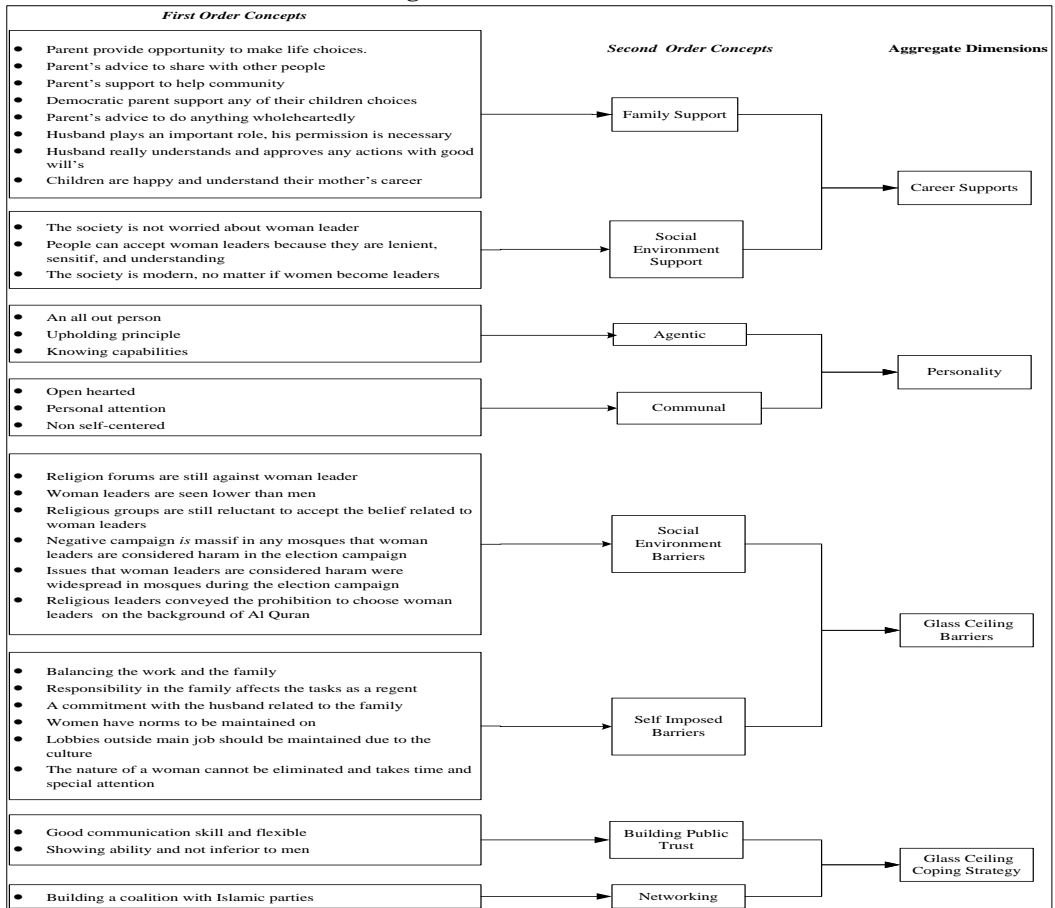 First Order Concepts
Second Order Concepts
Aggregate Dimensions
• Parent provide opportunity to make life choices.
• Parent's advice to share with other people
• Parent's support to help community
• Democratic parent support any of their children choices
• Parent's advice to do anything wholeheartedly
• Husband plays an important role, his permission is necessary
• Husband really understands and approves any actions with good
will's
• Children are happy and understand their mother's career
Family Support
Career Supports
• The society is not worried about woman leader
• People can accept woman leaders because they are lenient,
sensitif, and understanding
• The society is modern, no matter if women become leaders
Social
Environment
Support
• An all out person
• Upholding principle
• Knowing capabilities
Agentic
Personality
• Open hearted
• Personal attention
• Non self-centered
Communal
• Religion forums are still against woman leader
• Woman leaders are seen lower than men
• Religious groups are still reluctant to accept the belief related to
woman leaders
• Negative campaign is massif in any mosques that woman
leaders are considered haram in the election campaign
• Issues that woman leaders are considered haram were
widespread in mosques during the election campaign
• Religious leaders conveyed the prohibition to choose woman
leaders on the background of Al Quran
Social
Environment
Barriers
Glass Ceiling
Barriers
• Balancing the work and the family
• Responsibility in the family affects the tasks as a regent
• A commitment with the husband related to the family
• Women have norms to be maintained on
• Lobbies outside main job should be maintained due to the
culture
• The nature of a woman cannot be eliminated and takes time and
special attention
Self Imposed
Barriers
• Good communication skill and flexible
• Showing ability and not inferior to men
Building Public
Trust
Glass Ceiling
Coping Strategy
• Building a coalition with Islamic parties
Networking